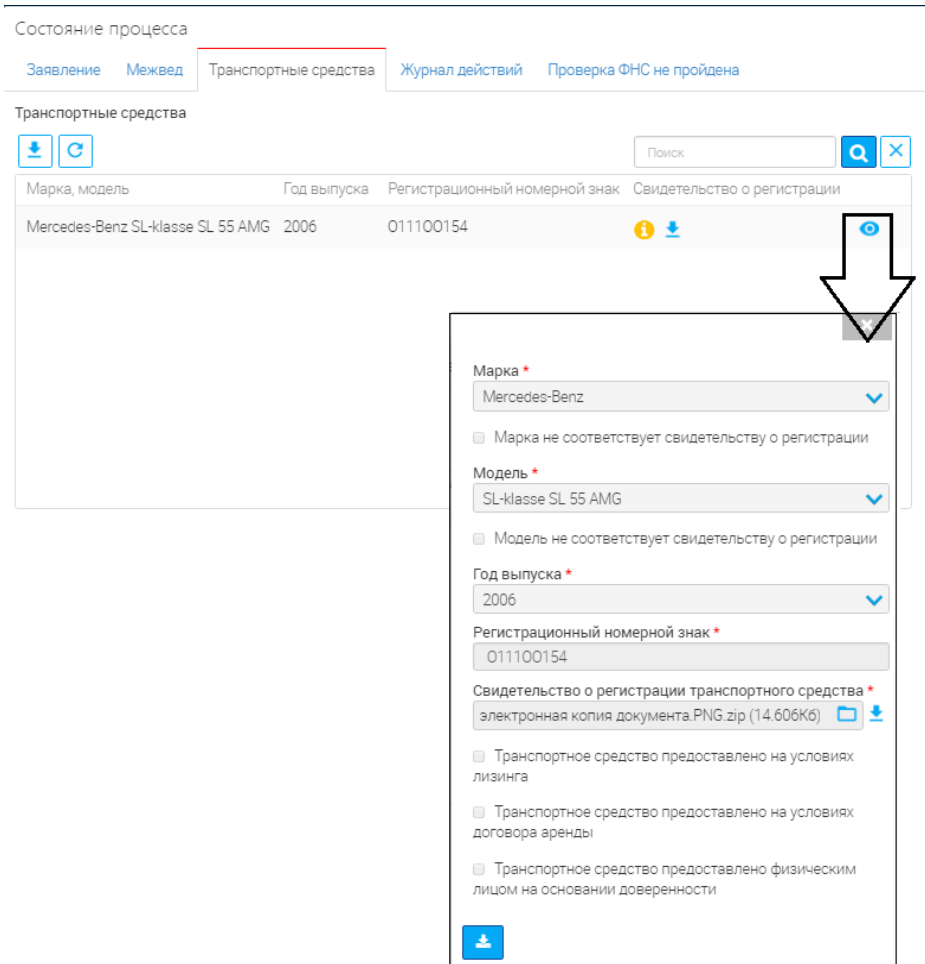 Состояние процесса
Заявление Межвед Транспортные средства Журнал действий Проверка ФНС не пройдена
Транспортные средства
Поиск
Марка, модель Год выпуска Регистрационный номерной знак Свидетельство о регистрации
Mercedes-Benz SL-klasse SL 55 AMG 2006 О111ОО154
Марка *
Mercedes-Benz
Марка не соответствует свидетельству о регистрации
Модель *
SL-klasse SL 55 AMG
Модель не соответствует свидетельству о регистрации
Год выпуска *
2006
Регистрационный номерной знак *
О111ОО154
Свидетельство о регистрации транспортного средства *
электронная копия документа.PNG.zip (14.606Кб)
Транспортное средство предоставлено на условиях
лизинга
Транспортное средство предоставлено на условиях
договора аренды
Транспортное средство предоставлено физическим
лицом на основании доверенности